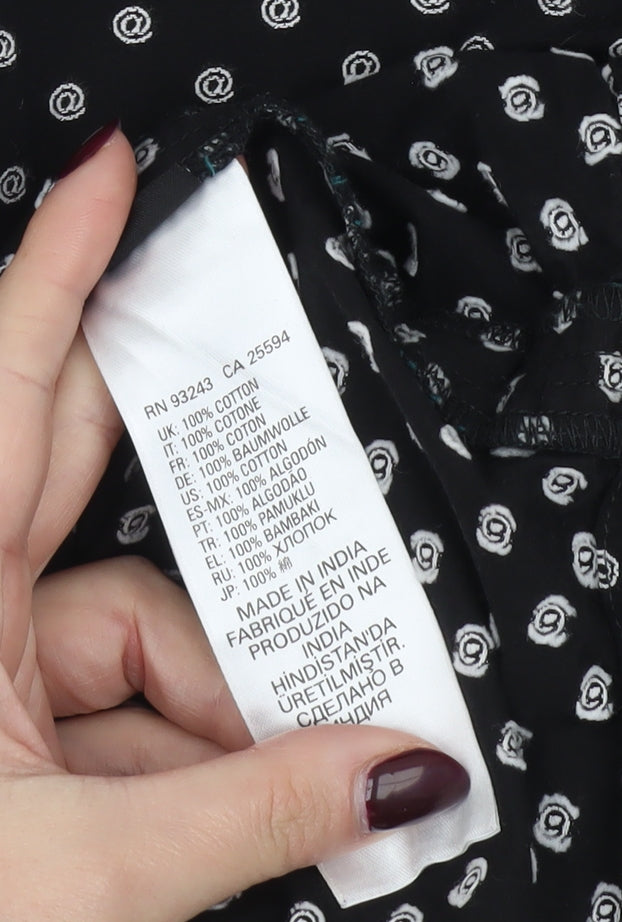 RN 93243 CA 25594
UK: 100% COTTON
IT: 100% COTONE
FR: 100% COTON
DE: 100% BAUMWOLLE
US: 100% COTTON
ES-MX: 100% ALGODÓN
PT: 100% ALGODAO
TR: 100% PAMUKLU
EL: 100% BAMBAKI
RU: 100% ХЛОПОК
JP: 100% 綿
MADE IN INDIA
FABRIQUÉ EN INDE
PRODUZIDO NA
INDIA
HİNDİSTAN'DA
ÜRETİLMİŞTİR.
СДЕЛАНО В